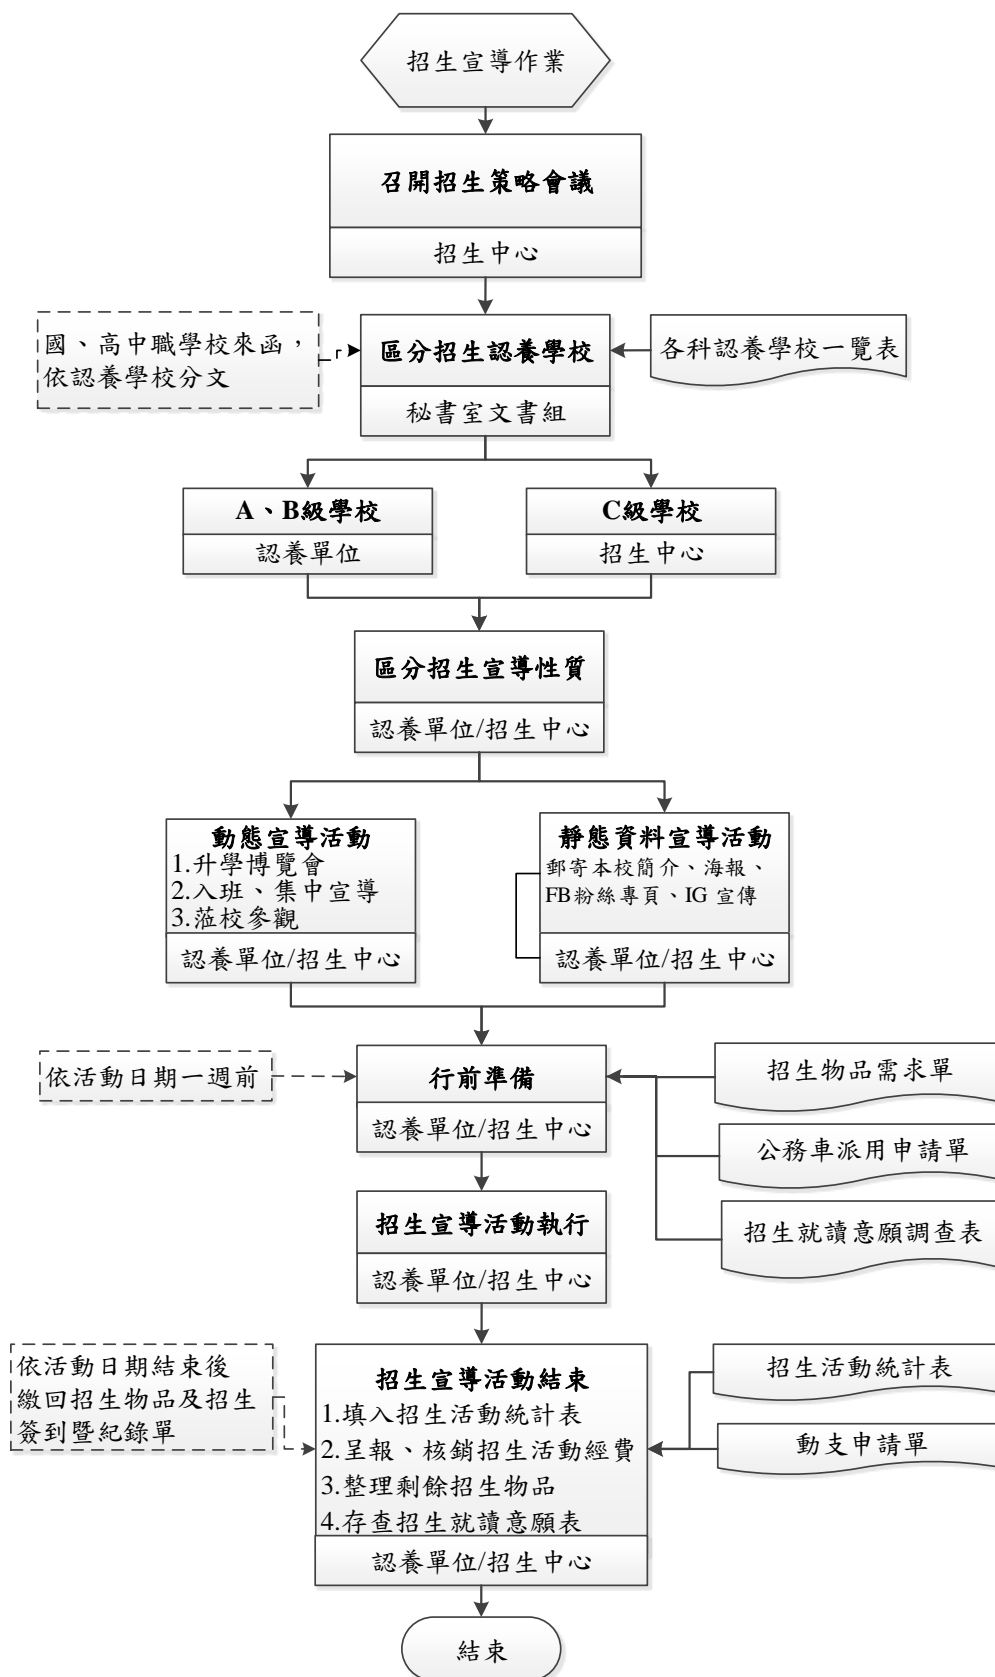 招生宣導作業
召開招生策略會議
招生中心
國、高中職學校來函，
依認養學校分文
區分招生認養學校
秘書室文書組
各科認養學校一覽表
A、B級學校
認養單位
C級學校
招生中心
區分招生宣導性質
認養單位/招生中心
動態宣導活動
1.升學博覽會
2.入班、集中宣導
3.蒞校參觀
認養單位/招生中心
靜態資料宣導活動
郵寄本校簡介、海報、
FB粉絲專頁、IG 宣傳
認養單位/招生中心
依活動日期一週前
行前準備
認養單位/招生中心
招生物品需求單
公務車派用申請單
招生就讀意願調查表
招生宣導活動執行
認養單位/招生中心
依活動日期結束後
繳回招生物品及招生
簽到暨紀錄單
招生宣導活動結束
1.填入招生活動統計表
2.呈報、核銷招生活動經費
3.整理剩餘招生物品
4.存查招生就讀意願表
認養單位/招生中心
招生活動統計表
動支申請單
結束